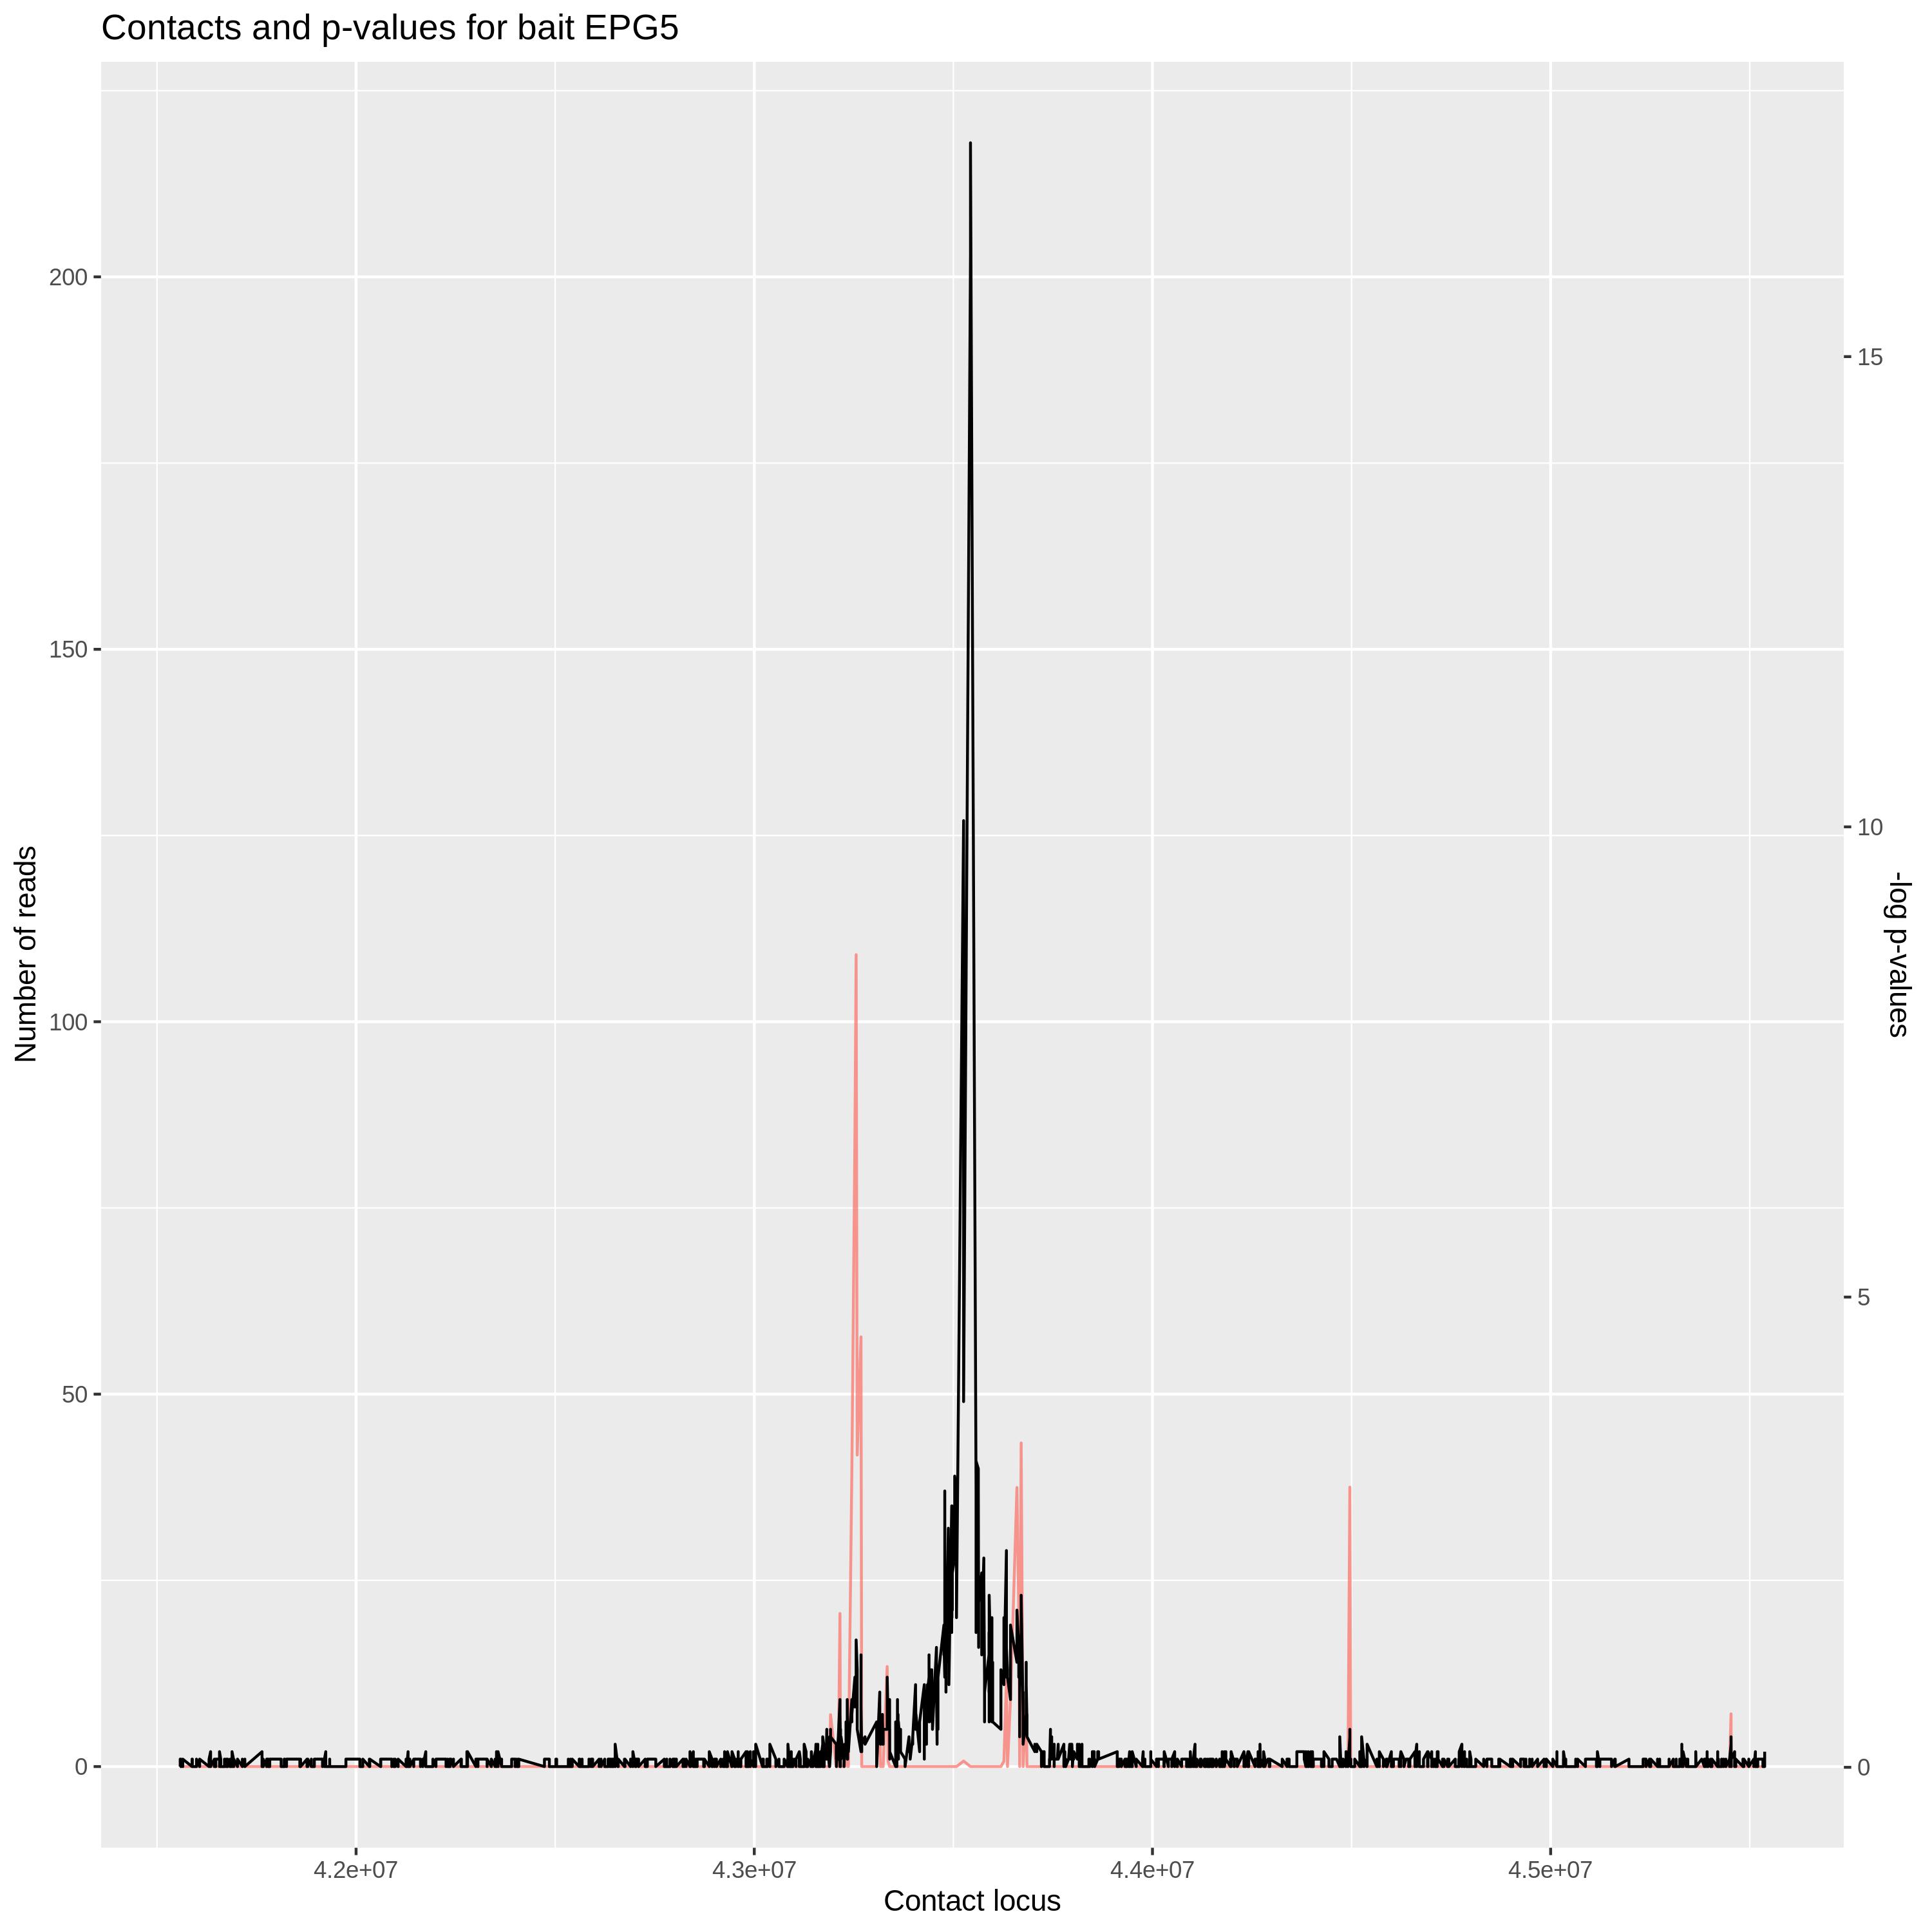 Contacts and p-values for bait EPG5
Number of reads
200
150
100
50
0
15
10
5
0
-log p-values
4.2e+07 4.3e+07 4.4e+07 4.5e+07
Contact locus